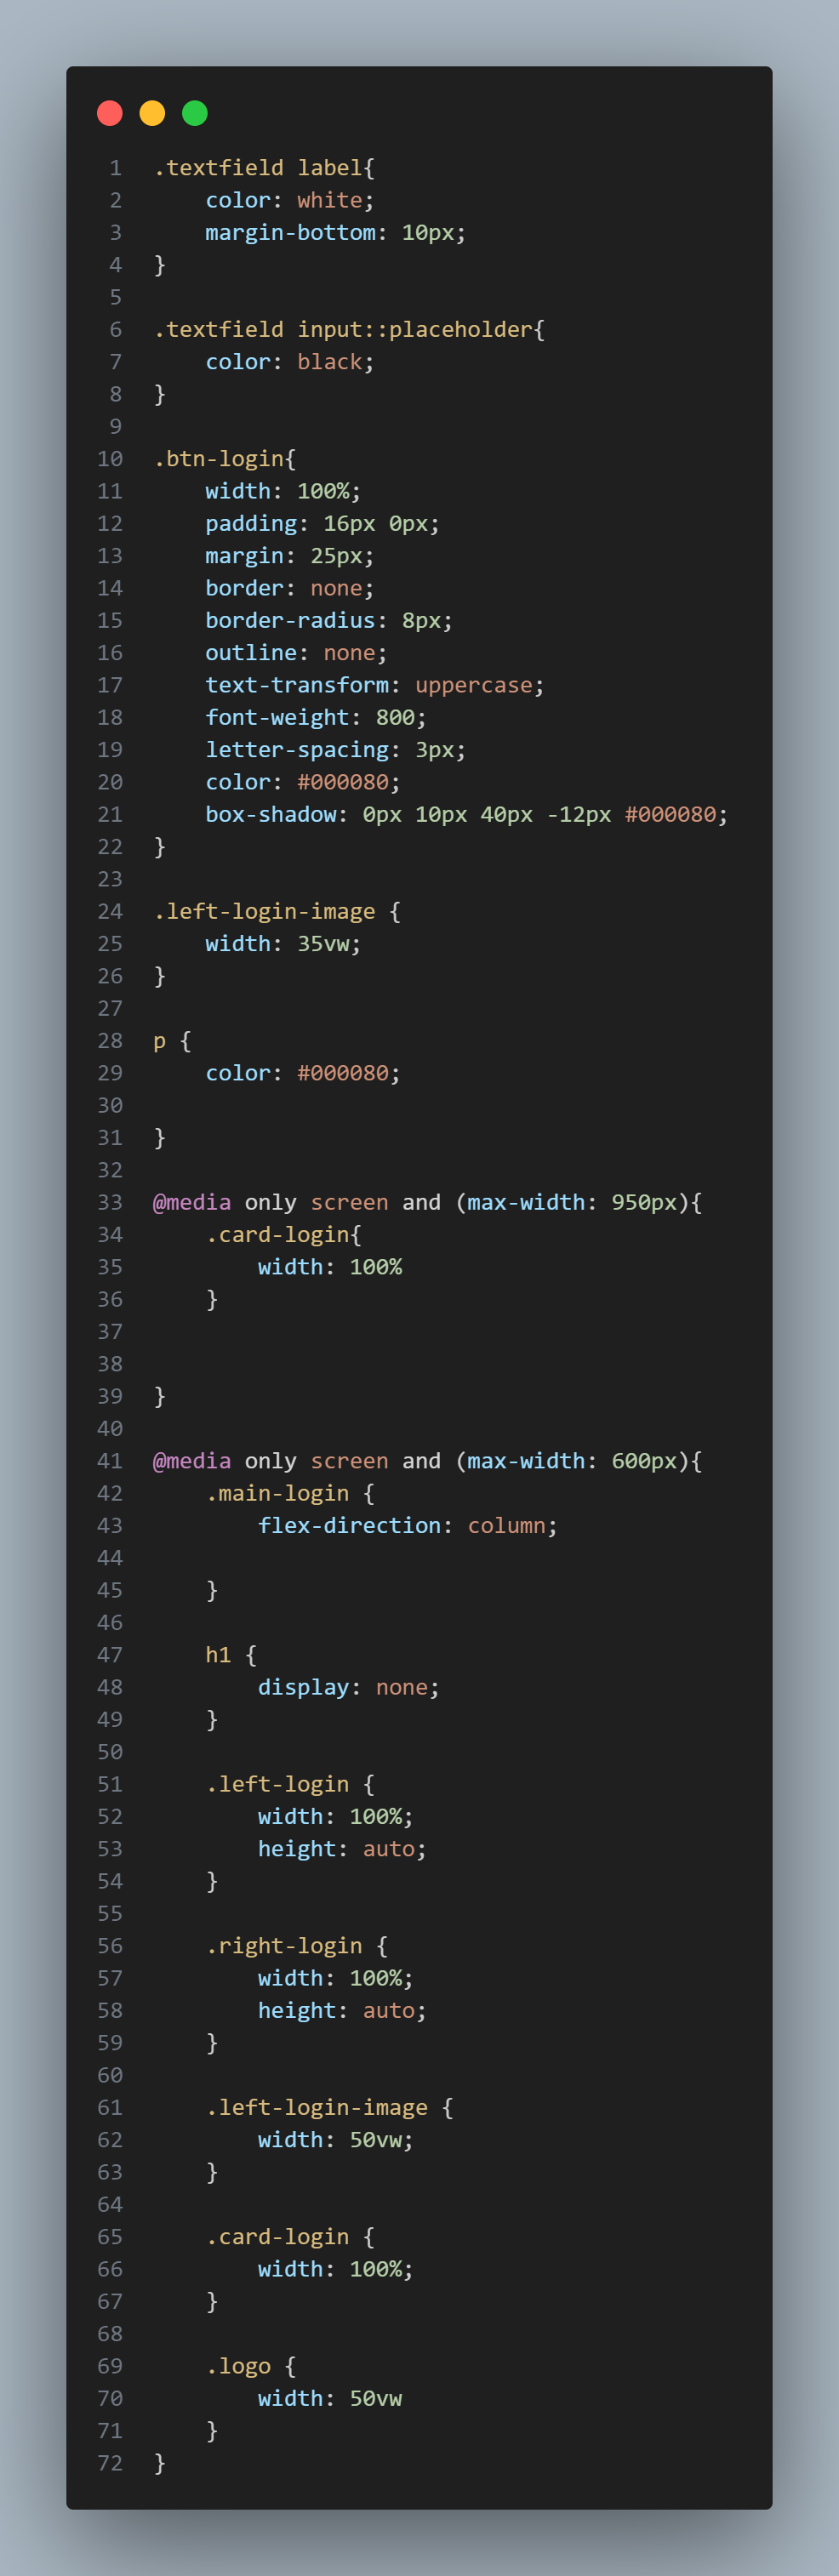 1 .textfield label{
2     color: white;
3     margin-bottom: 10px;
4 }
5
6 .textfield input::placeholder{
7     color: black;
8 }
9
10 .btn-login{
11     width: 100%;
12     padding: 16px 0px;
13     margin: 25px;
14     border: none;
15     border-radius: 8px;
16     outline: none;
17     text-transform: uppercase;
18     font-weight: 800;
19     letter-spacing: 3px;
20     color: #000080;
21     box-shadow: 0px 10px 40px -12px #000080;
22 }
23
24 .left-login-image {
25     width: 35vw;
26 }
27
28 p {
29     color: #000080;
30
31 }
32
33 @media only screen and (max-width: 950px){
34     .card-login{
35         width: 100%
36     }
37
38
39 }
40
41 @media only screen and (max-width: 600px){
42     .main-login {
43         flex-direction: column;
44
45     }
46
47     h1 {
48         display: none;
49     }
50
51     .left-login {
52         width: 100%;
53         height: auto;
54     }
55
56     .right-login {
57         width: 100%;
58         height: auto;
59     }
60
61     .left-login-image {
62         width: 50vw;
63     }
64
65     .card-login {
66         width: 100%;
67     }
68
69     .logo {
70         width: 50vw
71     }
72 }